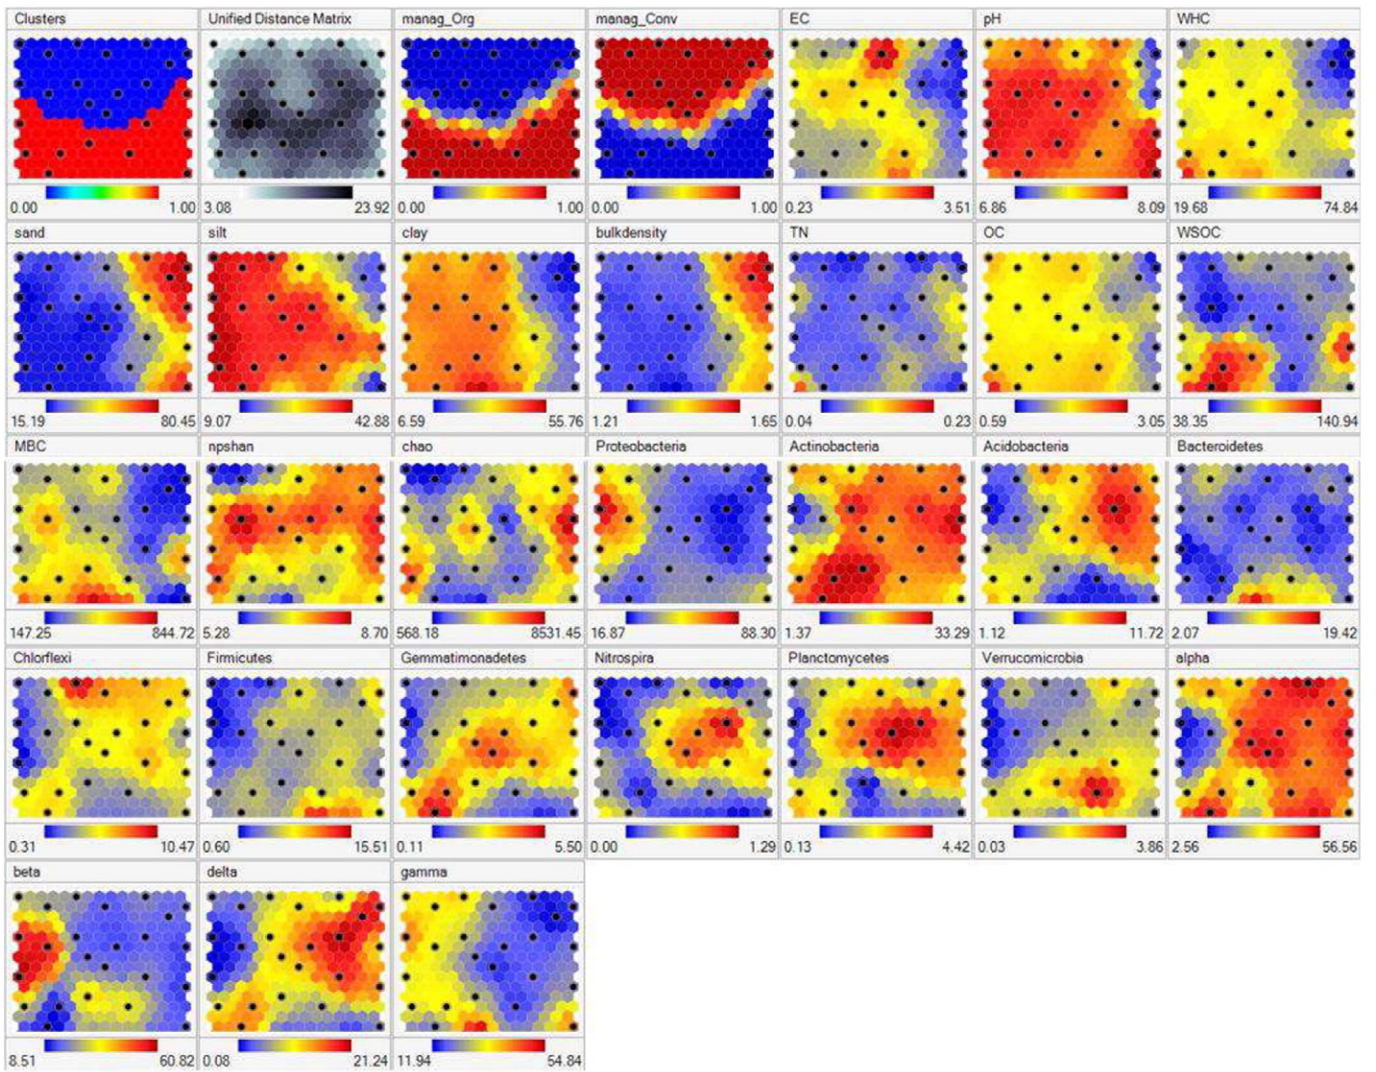 Clusters Unified Distance Matrix manag_Org manag_Conv EC pH WHC
0.00 1.00 3.08 23.92 0.00 1.00 0.00 1.00 0.23 3.51 6.86 8.09 19.68 74.84
sand silt clay bulkdensity TN OC WSOC
15.19 80.45 9.07 42.88 6.59 55.76 1.21 1.65 0.04 0.23 0.59 3.05 38.35 140.94
MBC npshan chao Proteobacteria Actinobacteria Acidobacteria Bacteroidetes
147.25 844.72 5.28 8.70 568.18 8531.45 16.87 88.30 1.37 33.29 1.12 11.72 2.07 19.42
Chlorflexi Firmicutes Gemmatimonadetes Nitrospira Planctomycetes Verrucomicrobia alpha
0.31 10.47 0.60 15.51 0.11 5.50 0.00 1.29 0.13 4.42 0.03 3.86 2.56 56.56
beta delta gamma
8.51 60.82 0.08 21.24 11.94 54.84